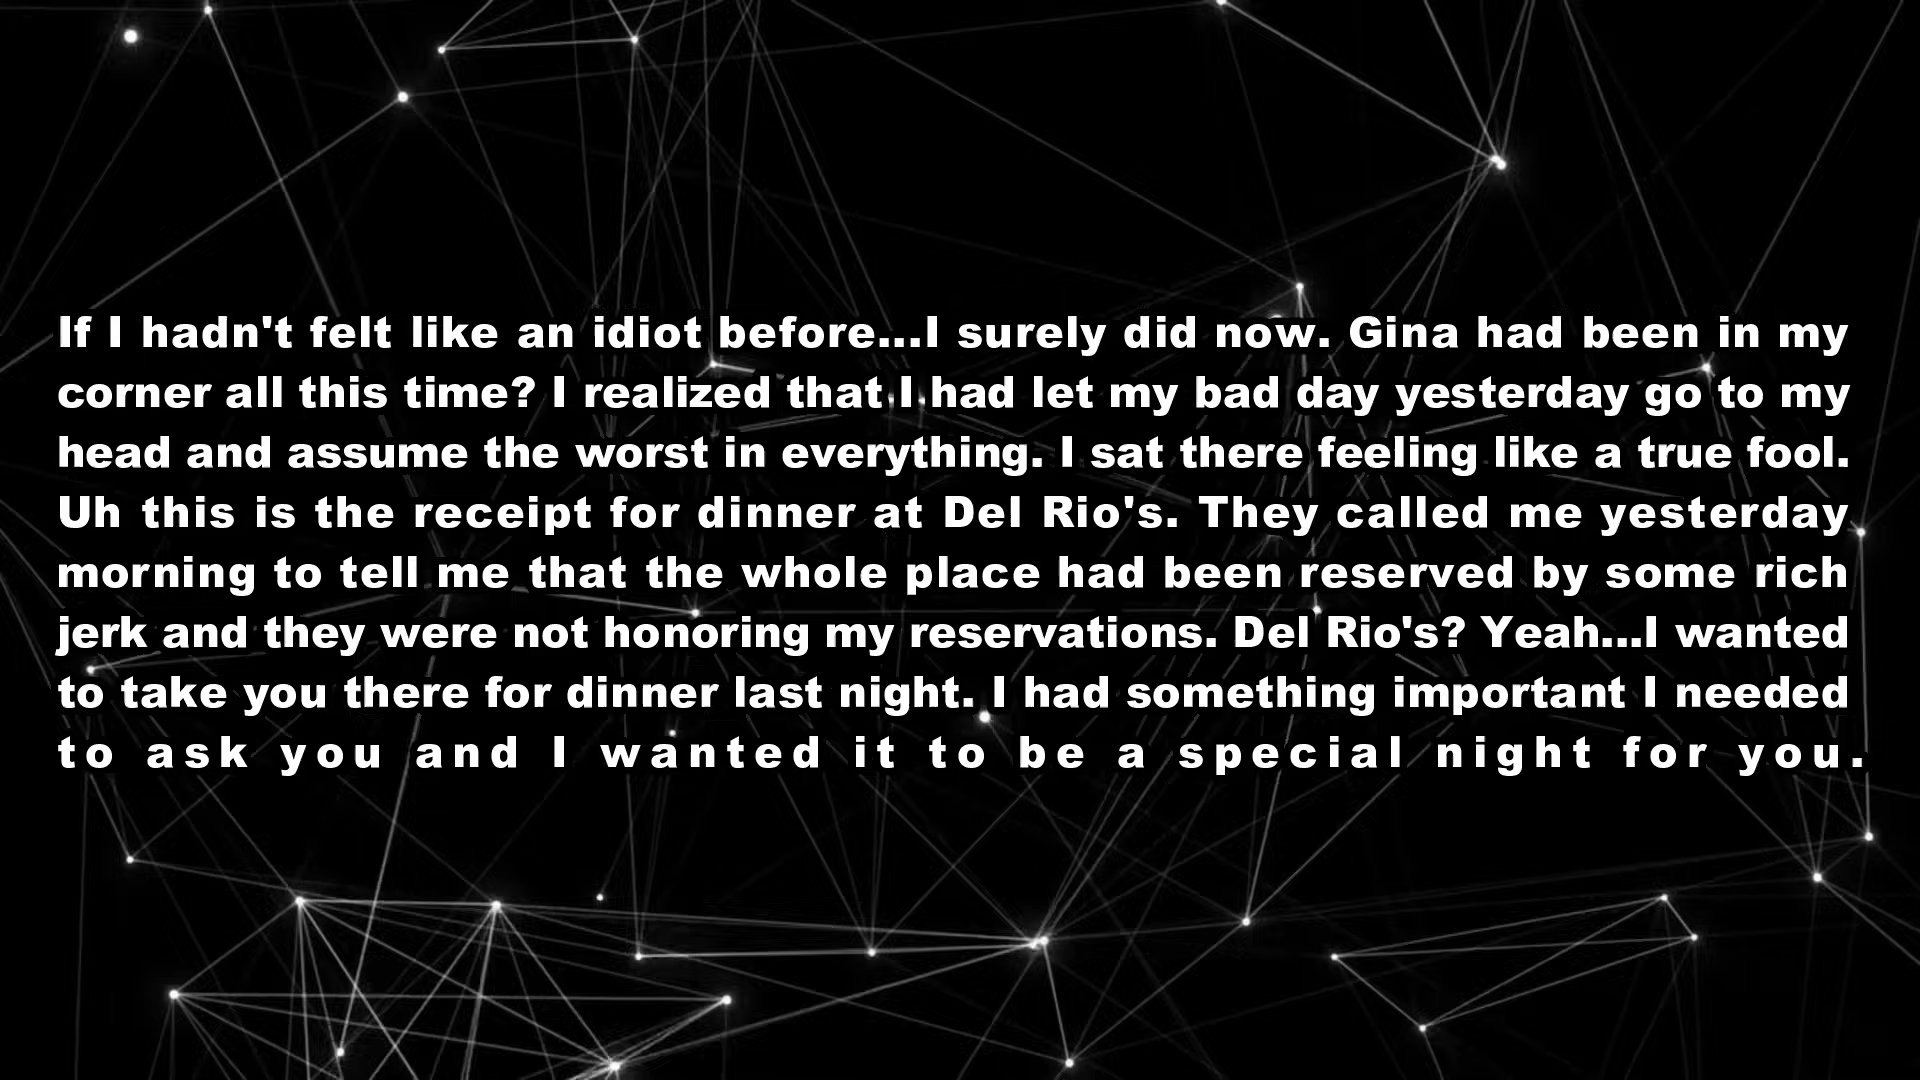 If I hadn't felt like an idiot before...I surely did now. Gina had been in my
corner all this time? I realized that I had let my bad day yesterday go to my
head and assume the worst in everything. I sat there feeling like a true fool.
Uh this is the receipt for dinner at Del Rio's. They called me yesterday
morning to tell me that the whole place had been reserved by some rich
jerk and they were not honoring my reservations. Del Rio's? Yeah...I wanted
to take you there for dinner last night. I had something important I needed
to ask you and I wanted it to be a special night for you.